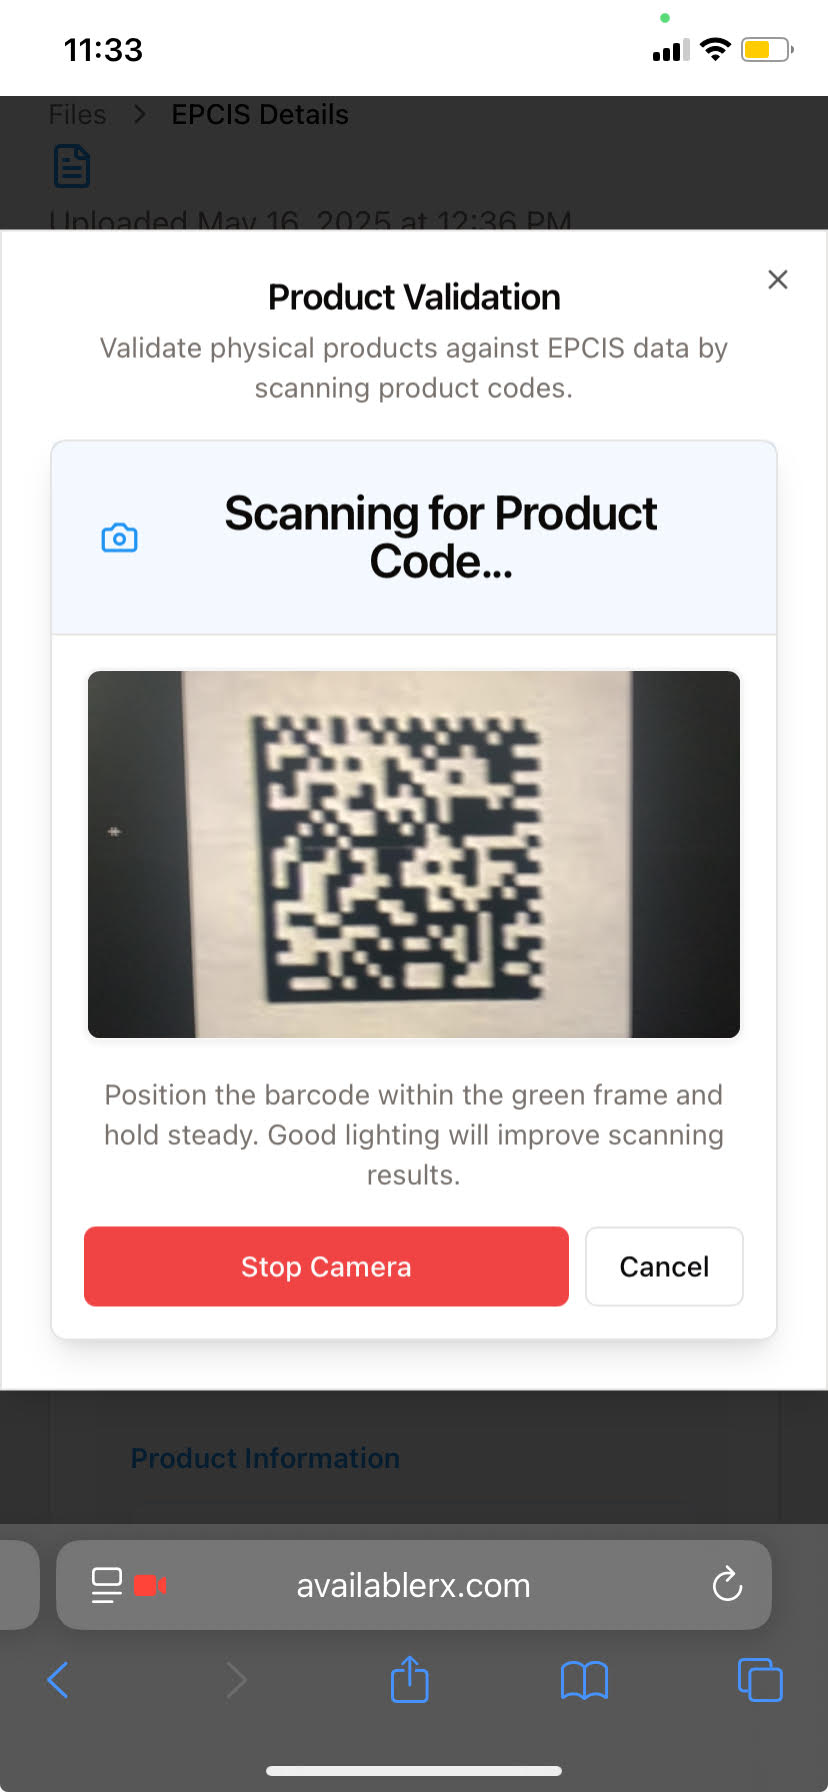 11:33
Files > EPCIS Details
Uploaded May 16, 2025 at 12:36 PM
Product Validation
Validate physical products against EPCIS data by
scanning product codes.
Scanning for Product
Code...
Position the barcode within the green frame and
hold steady. Good lighting will improve scanning
results.
Stop Camera
Cancel
Product Information
availablerx.com